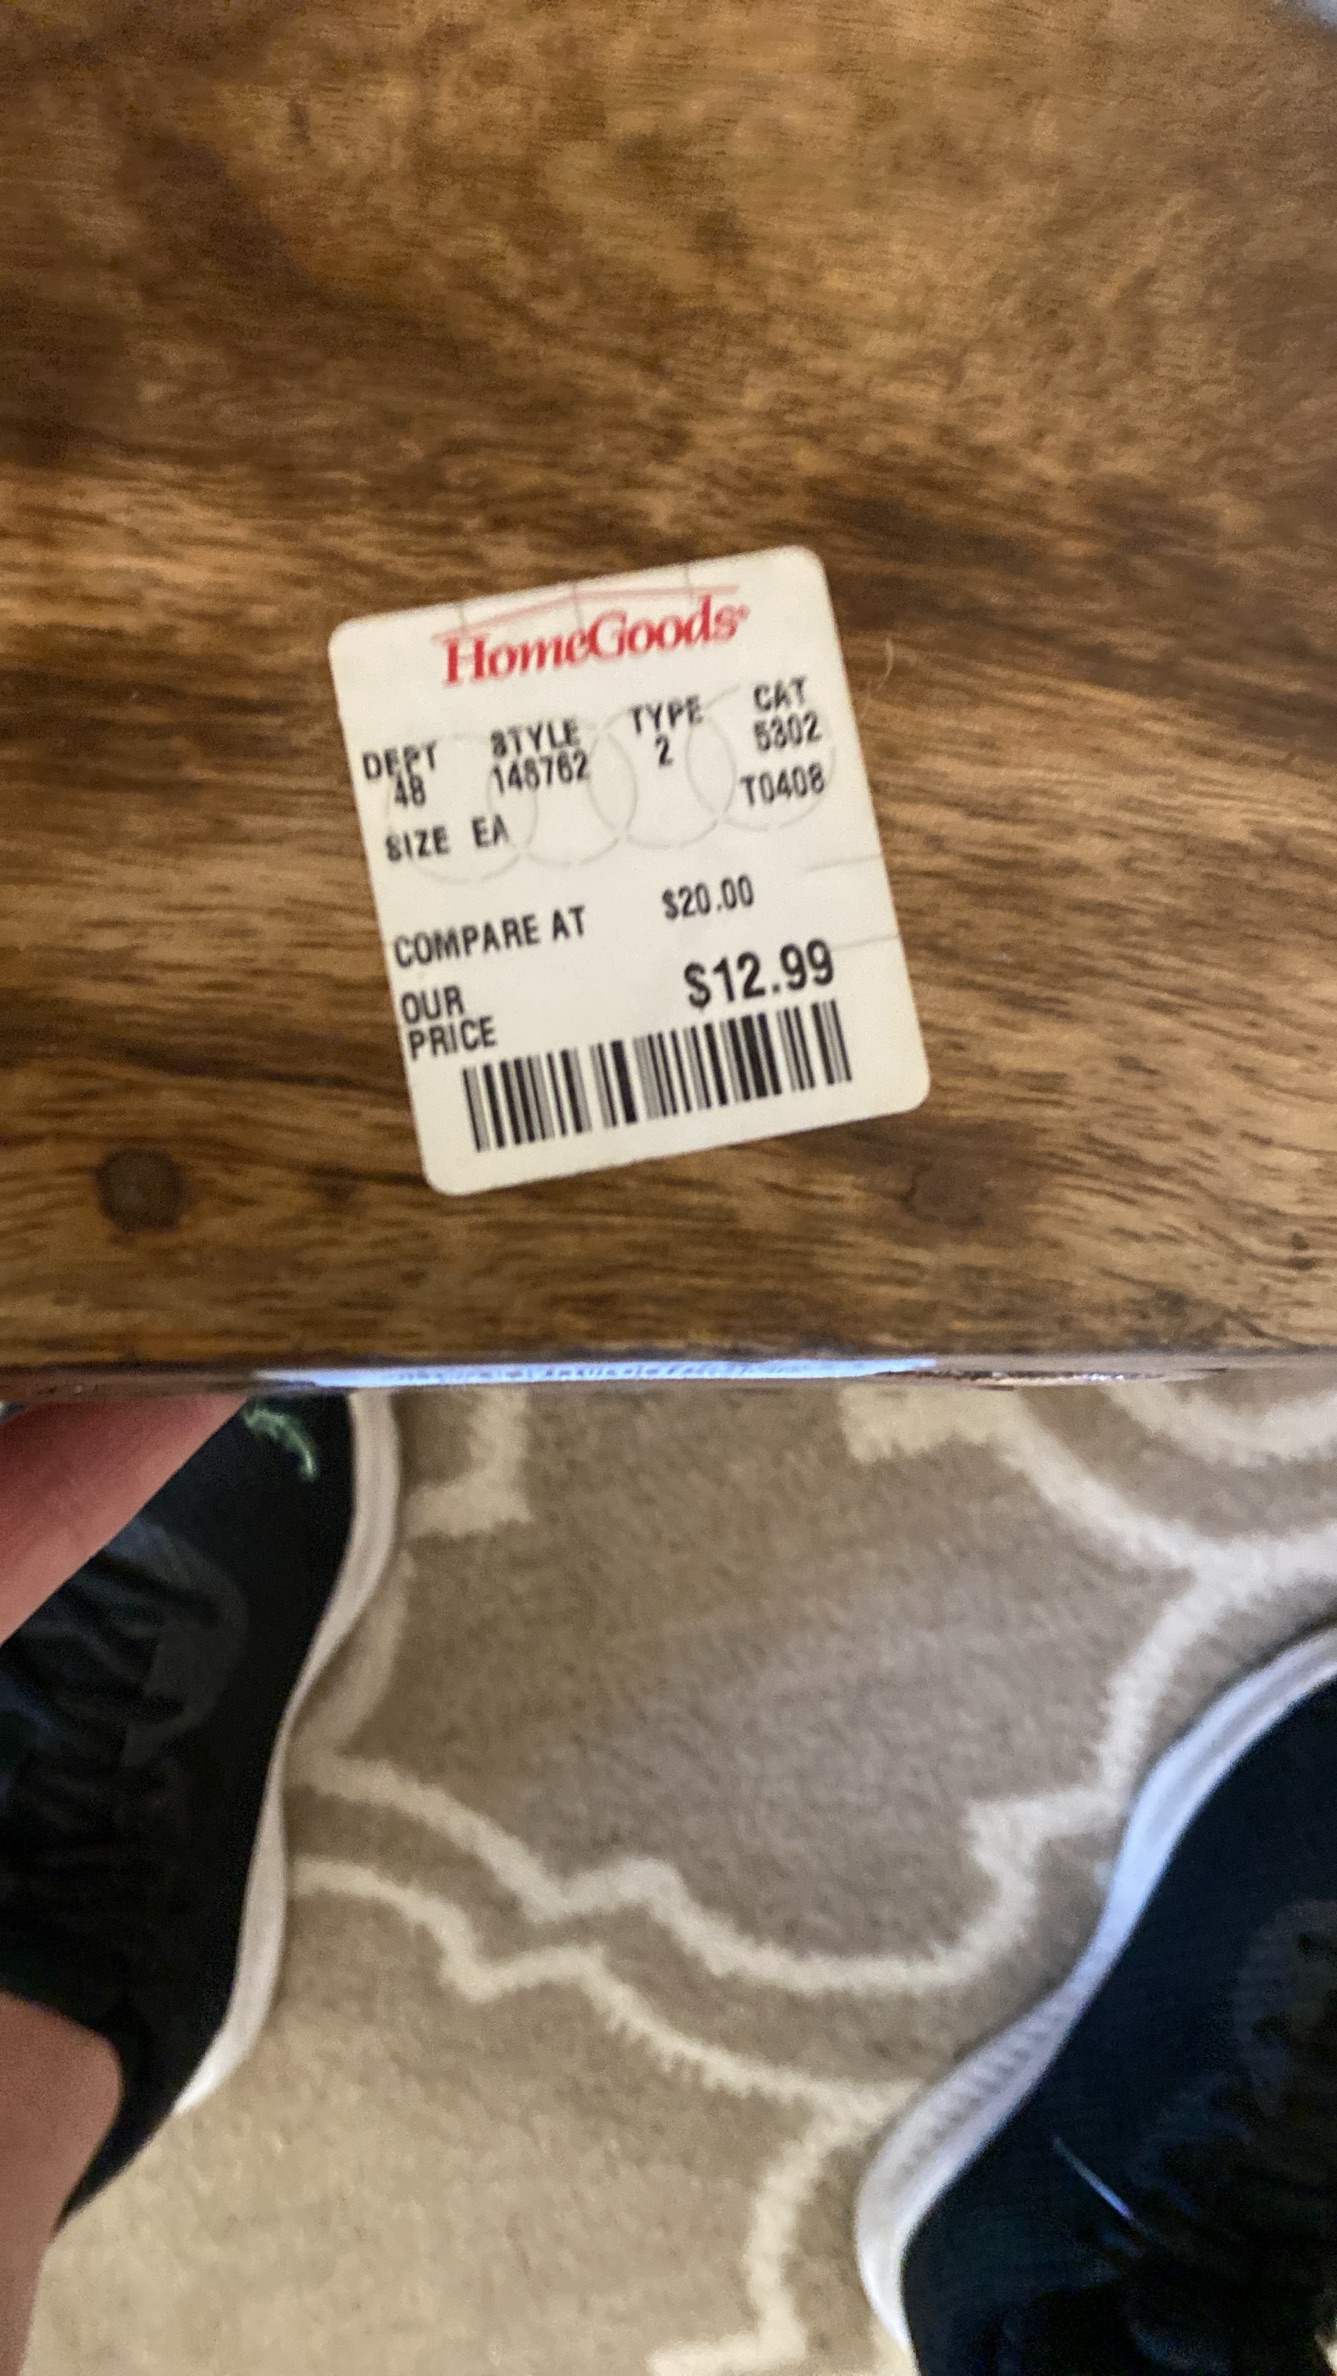 HomeGoods®
DEPT STYLE TYPE CAT
48 148762 2 5302
SIZE EA T0408
COMPARE AT $20.00
OUR PRICE $12.99